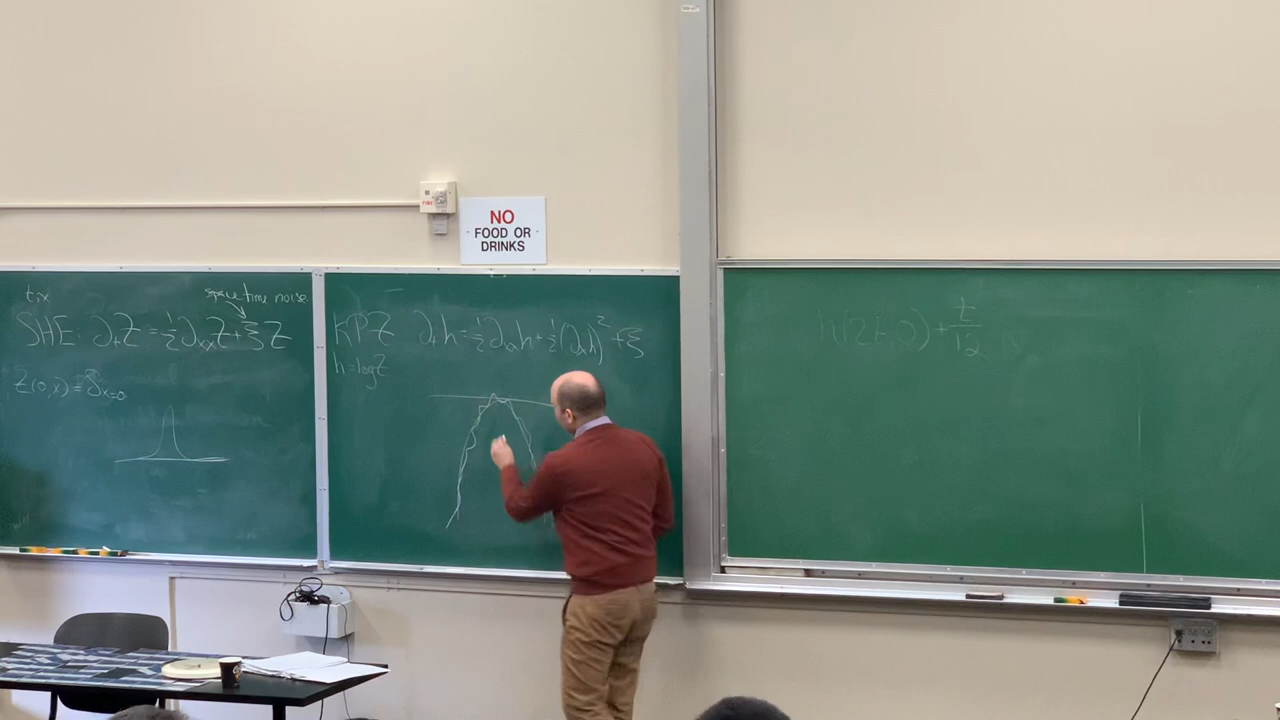 NO
FOOD OR
DRINKS
t,x
space time noise
SHE: ∂ₜZ = ½ ∂ₓₓZ + ξ Z
Z(0,x) = δₓ₌₀
KPZ ∂ₜh = ½ ∂ₓₓh + ½ (∂ₓh)² + ξ
h = log Z
h(2t,0) + t/12